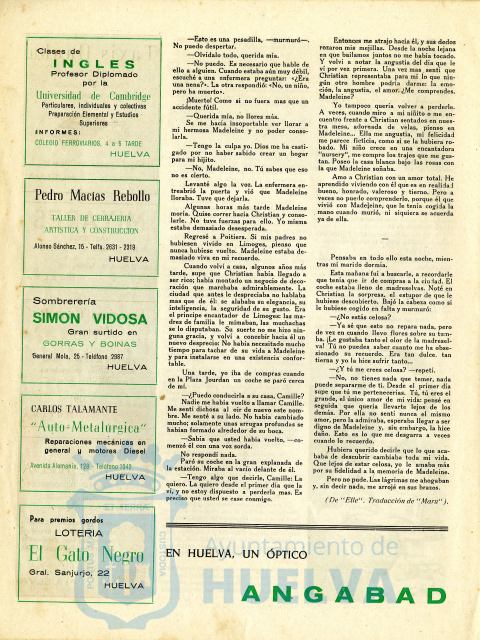 Clases de
INGLES
Profesor Diplomado
por la
Universidad de Cambridge
Particulares, individuales y colectivas
Preparación Elemental y Estudios
Superiores
INFORMES:
COLEGIO FERROVIARIOS, 4 a 6 TARDE
HUELVA
Pedro Macías Rebollo
TALLER DE CERRAJERIA
ARTISTICA Y CONSTRUCCION
Alonso Sánchez, 15 - Telfs. 2631 - 2319
HUELVA
Sombrerería
SIMON VIDOSA
Gran surtido en
GORRAS Y BOINAS
General Mola, 25 - Teléfono 2987
HUELVA
CARLOS TALAMANTE
"Auto-Metalúrgica"
Reparaciones mecánicas en
general y motores Diesel
Avenida Alemania, 128 - Teléfono 1040
HUELVA
Para premios gordos
LOTERIA
El Gato Negro
Gral. Sanjurjo, 22
HUELVA
—Esto es una pesadilla, —murmuró—.
No puedo despertar.
—Olvídalo todo, querida mía.
—No puedo. Es necesario que hable de
ello a alguien. Cuando estaba aún muy débil,
escuché a una enfermera preguntar: «¿Era
una nena?». La otra respondió: «No, un niño,
pero ha muerto».
¡Muerto! Como si no fuera mas que un
accidente fútil.
—Querida mía, no llores más.
Se me hacía insoportable ver llorar a
mi hermosa Madeleine y no poder conso-
larla.
—Tengo la culpa yo. Dios me ha casti-
gado por no haber sabido crear un hogar
para mi hijito.
—No, Madeleine, no. Tú sabes que eso
no es cierto.
Levanté algo la voz. La enfermera en-
treabrió la puerta y vió que Madeleine
lloraba. Tuve que dejarla.
Algunas horas más tarde Madeleine
moría. Quise correr hacia Christian y conso-
larle. No tuve fuerzas para ello. Yo misma
estaba demasiado desesperada.
Regresé a Poitiers. Si mis padres no
hubiesen vivido en Limoges, pienso que
nunca hubiese vuelto. Madeleine estaba de-
masiado viva en mi recuerdo.
Cuando volví a casa, algunos años más
tarde, supe que Christian había llegado a
ser rico; había montado un negocio de deco-
ración que marchaba admirablemente. La
ciudad que antes le despreciaba no hablaba
mas que de él: se alababa su elegancia, su
inteligencia, la seguridad de su gusto. Era
el príncipe encantador de Limoges: las ma-
dres de familia le mimaban, las muchachas
se lo disputaban. Su suerte no me hizo nin-
guna gracia, y volví a concebir hacia él un
nuevo desprecio: No había necesitado mucho
tiempo para tachar de su vida a Madeleine
y para instalarse en una existencia confor-
table.
Una tarde, yo iba de compras cuando
en la Plaza Jourdan un coche se paró cerca
de mí.
—¿Puedo conducirla a su casa, Camille?
Nadie me había vuelto a llamar Camille.
Me sentí dichosa al oir de nuevo este nom-
bre. Me senté a su lado. No había cambiado
mucho; solamente unas arrugas profundas se
habían formado alrededor de su boca.
—Sabía que usted había vuelto, —co-
menzó él con una voz sorda.
No respondí nada.
Paró su coche en la gran explanada de
la estación. Miraba al vacío delante de él.
—Tengo algo que decirle, Camille: La
quiero. La quiero desde el primer día que la
vi, y no estoy dispuesto a perderla mas. Es
preciso que usted se case conmigo.
Entonces me atrajo hacia él, y sus dedos
rozaron mis mejillas. Desde la noche lejana
en que bailamos juntos no me había tocado.
Y volví a notar la angustia del día que le
ví por vez primera. Una vez mas sentí que
Christian representaba para mí lo que nin-
gún otro hombre podría darme: la emo-
ción, la angustia, el amor. ¿Me comprendes,
Madeleine?
Yo tampoco quería volver a perderle.
A veces, cuando miro a mi niñito o me en-
cuentro frente a Christian sentados en nues-
tra mesa, adornada de velas, pienso en
Madeleine... Ella me angustia, mi felicidad
me parece ficticia, como si se la hubiera ro-
bado. Mi niño crece en una encantadora
"nursery", me compro los trajes que me gus-
tan. Poseo la casa blanca bajo las rosas con
la que Madeleine soñaba.
Amo a Christian con un amor total. He
aprendido viviendo con él que es en realidad
bueno, honrado, valeroso y tierno. Pero a
veces no puedo comprenderle, porque él que
vivió con Madeleine, que le tenía cogida la
mano cuando murió, ni siquiera se acuerda
ya de ella.
—
Pensaba en todo ello esta noche, mien-
tras mi marido dormía.
Esta mañana fui a buscarle, a recordarle
que tenía que ir de compras a la ciudad. El
coche estaba lleno de madreselvas. Noté en
Christian la sorpresa, el estupor de que le
hubiese descubierto. Bajó la cabeza como si
le hubiese cogido en falta y murmuró:
—¿No estás celosa?
—Ya sé que esto no repara nada, pero
de vez en cuando llevo flores sobre su tum-
ba. ¡Le gustaba tanto el olor de la madresel-
va! Tú no puedes saber cuanto me ha obse-
sionado su recuerdo. Era tan dulce, tan
tierna y yo la hice sufrir tanto...
—¿Y tú me crees celosa? —repetí.
—No, no tienes nada que temer, nada
puede separarme de tí. Desde el primer día
supe que tú me pertenecerías. Tú, tú eres el
grande, el único amor de mi vida: pensé en
seguida que quería llevarte lejos de los
demás. Por ella no sentí nunca el mismo
amor, pero la admiraba, esperaba llegar a ser
digno de Madeleine y, sin embargo, la hice
daño. Esto es lo que me desgarra a veces
cuando le recuerdo.
Hubiera querido decirle que lo que aca-
baba de descubrir cambiaba toda mi vida.
Que lejos de estar celosa, yo le amaba más
por su fidelidad a la memoria de Madeleine.
Pero no pude. Las lágrimas me ahogaban
y, sin decir nada, me arrojé en sus brazos.
(De "Elle". Traducción de "Mara").
EN HUELVA, UN ÓPTICO
ANGABAD
Ayuntamiento de
HUELVA